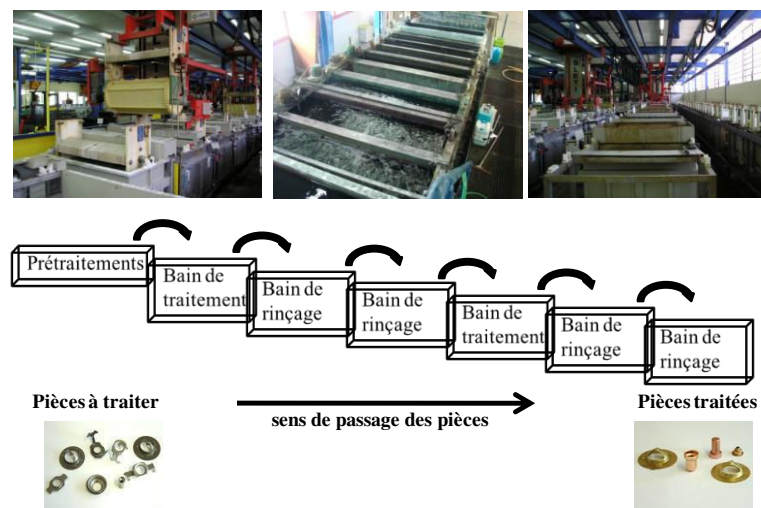 Prétraitements
Bain de
traitement
Bain de
rinçage
Bain de
rinçage
Bain de
traitement
Bain de
rinçage
Bain de
rinçage
Pièces à traiter
sens de passage des pièces
Pièces traitées